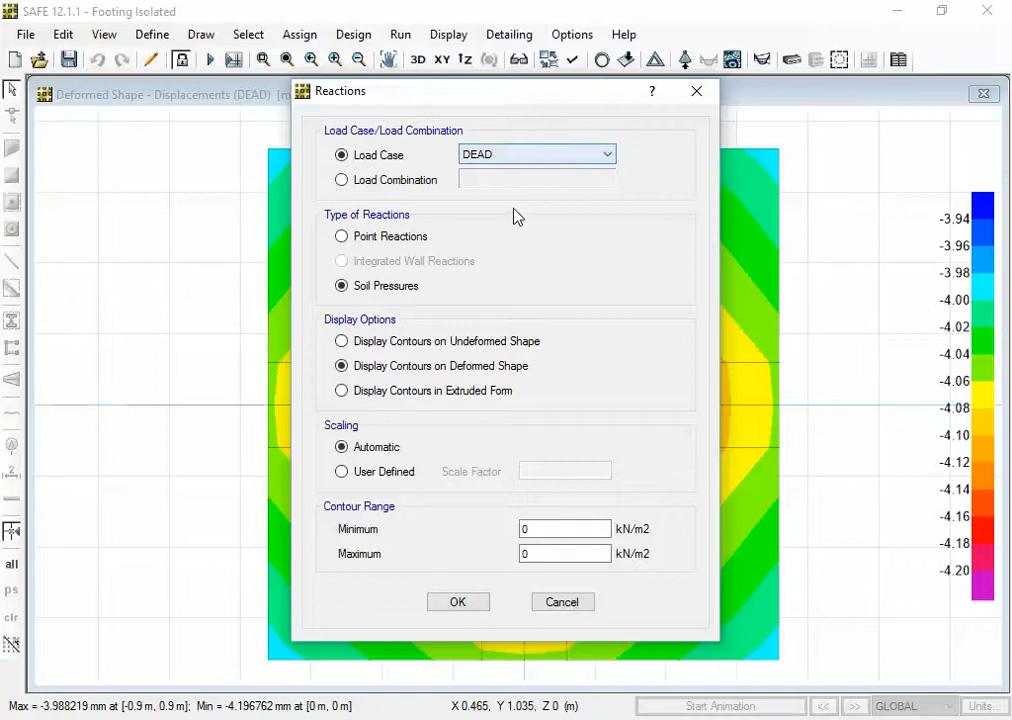 SAFE 12.1.1 - Footing Isolated
File Edit View Define Draw Select Assign Design Run Display Detailing Options Help
3D XY ↑Z
Deformed Shape - Displacements (DEAD)
Reactions ?
Load Case/Load Combination
Load Case DEAD
Load Combination
Type of Reactions
Point Reactions
Integrated Wall Reactions
Soil Pressures
Display Options
Display Contours on Undeformed Shape
Display Contours on Deformed Shape
Display Contours in Extruded Form
Scaling
Automatic
User Defined Scale Factor
Contour Range
Minimum 0 kN/m2
Maximum 0 kN/m2
OK Cancel
-3.94
-3.96
-3.98
-4.00
-4.02
-4.04
-4.06
-4.08
-4.10
-4.12
-4.14
-4.16
-4.18
-4.20
all
ps
clr
Max = -3.988219 mm at [-0.9 m, 0.9 m]; Min = -4.196762 mm at [0 m, 0 m] X 0.465, Y 1.035, Z 0 (m) Start Animation << >> GLOBAL Units...